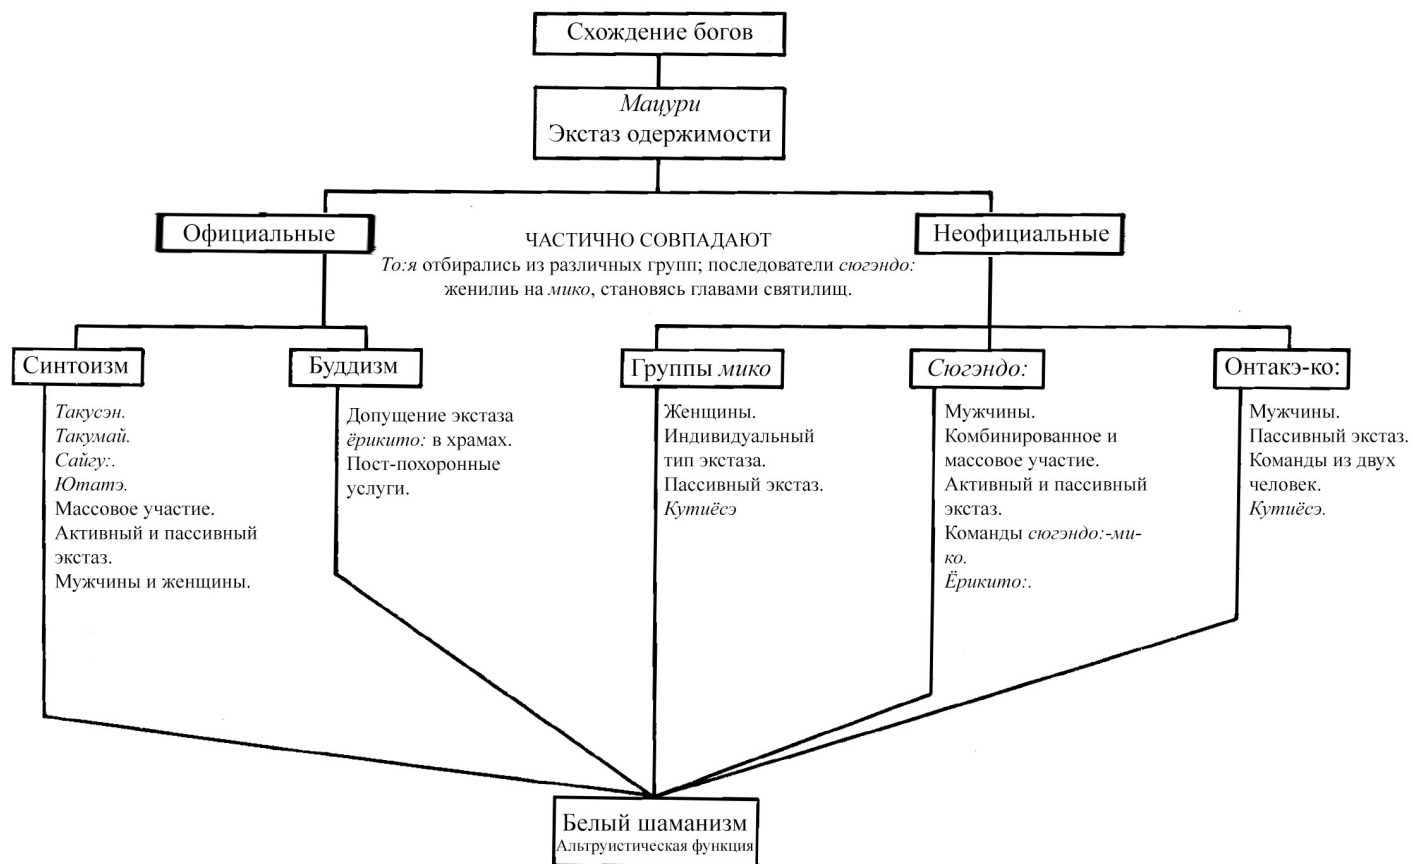 Схождение богов
Мацури
Экстаз одержимости
Официальные
Неофициальные
ЧАСТИЧНО СОВПАДАЮТ
То:я отбирались из различных групп; последователи сюгэндо:
женилиь на мико, становясь главами святилищ.
Синтоизм
Такусэн.
Такумай.
Сайгу:.
Ютатэ.
Массовое участие.
Активный и пассивный
экстаз.
Мужчины и женщины.
Буддизм
Допущение экстаза
ёрикито: в храмах.
Пост-похоронные
услуги.
Группы мико
Женщины.
Индивидуальный
тип экстаза.
Пассивный экстаз.
Кутиёсэ
Сюгэндо:
Мужчины.
Комбинированное и
массовое участие.
Активный и пассивный
экстаз.
Команды сюгэндо:-ми-
ко.
Ёрикито:.
Онтакэ-ко:
Мужчины.
Пассивный экстаз.
Команды из двух
человек.
Кутиёсэ.
Белый шаманизм
Альтруистическая функция